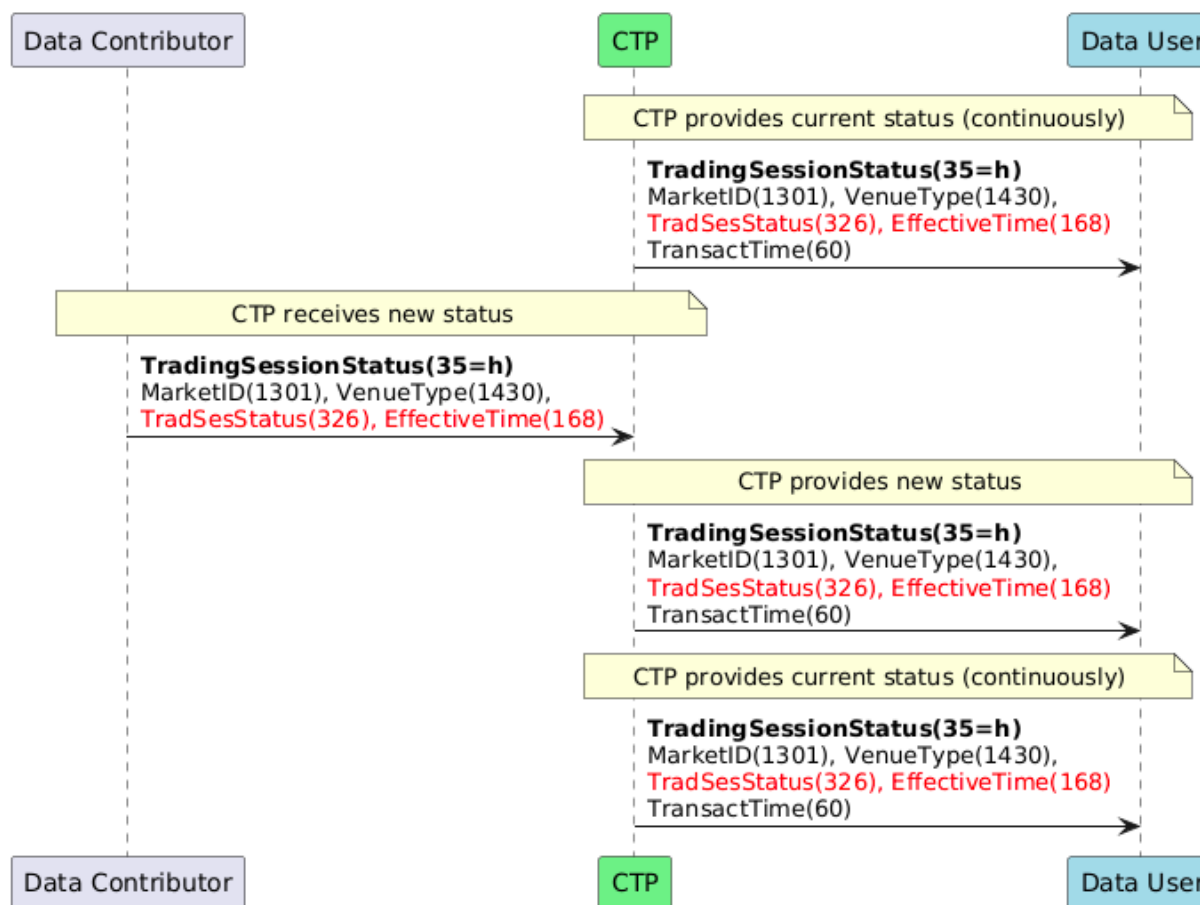 Data Contributor
CTP
Data User
CTP provides current status (continuously)
TradingSessionStatus(35=h)
MarketID(1301), VenueType(1430),
TradSesStatus(326), EffectiveTime(168)
TransactTime(60)
CTP receives new status
TradingSessionStatus(35=h)
MarketID(1301), VenueType(1430),
TradSesStatus(326), EffectiveTime(168)
CTP provides new status
TradingSessionStatus(35=h)
MarketID(1301), VenueType(1430),
TradSesStatus(326), EffectiveTime(168)
TransactTime(60)
CTP provides current status (continuously)
TradingSessionStatus(35=h)
MarketID(1301), VenueType(1430),
TradSesStatus(326), EffectiveTime(168)
TransactTime(60)
Data Contributor
CTP
Data User